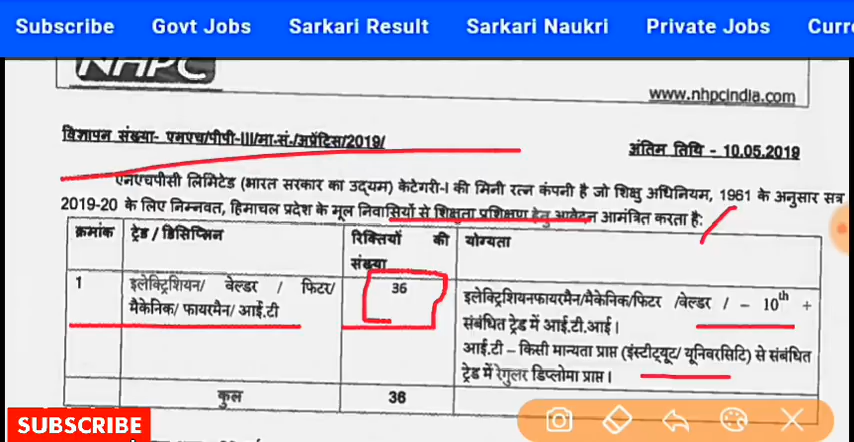 Subscribe Govt Jobs Sarkari Result Sarkari Naukri Private Jobs Curre
NHPC
www.nhpcindia.com
विज्ञापन संख्या- एमएच/पीपी-III/मा.सं./अप्रेंटिस/2019/
अंतिम तिथि - 10.05.2019
एनएचपीसी लिमिटेड (भारत सरकार का उद्यम) केटेगरी-I की मिनी रत्न कंपनी है जो शिक्षु अधिनियम, 1961 के अनुसार सत्र
2019-20 के लिए निम्नवत, हिमाचल प्रदेश के मूल निवासियों से शिक्षुता प्रशिक्षण हेतु आवेदन आमंत्रित करता है:
क्रमांक ट्रेड / डिसिप्लिन रिक्तियों की योग्यता
संख्या
1 इलेक्ट्रिशियन/ वेल्डर / फिटर/ 36 इलेक्ट्रिशियनफायरमैन/मैकेनिक/फिटर /वेल्डर / – 10th +
मैकेनिक/ फायरमैन/ आई.टी संबंधित ट्रेड में आई.टी.आई।
आई.टी – किसी मान्यता प्राप्त (इंस्टीट्यूट/ यूनिवरसिटि) से संबंधित
ट्रेड में रेगुलर डिप्लोमा प्राप्त।
कुल 36
SUBSCRIBE